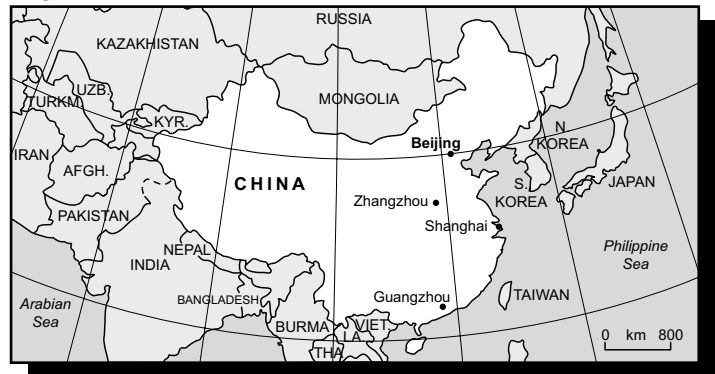 RUSSIA
KAZAKHSTAN
UZB.
TURKM.
MONGOLIA
KYR.
Beijing
N.
KOREA
IRAN
AFGH.
CHINA
S.
KOREA
JAPAN
Zhangzhou
PAKISTAN
Shanghai
NEPAL
INDIA
Philippine
Sea
BANGLADESH
Guangzhou
TAIWAN
Arabian
Sea
BURMA
VIET.
LA.
THA
0 km 800